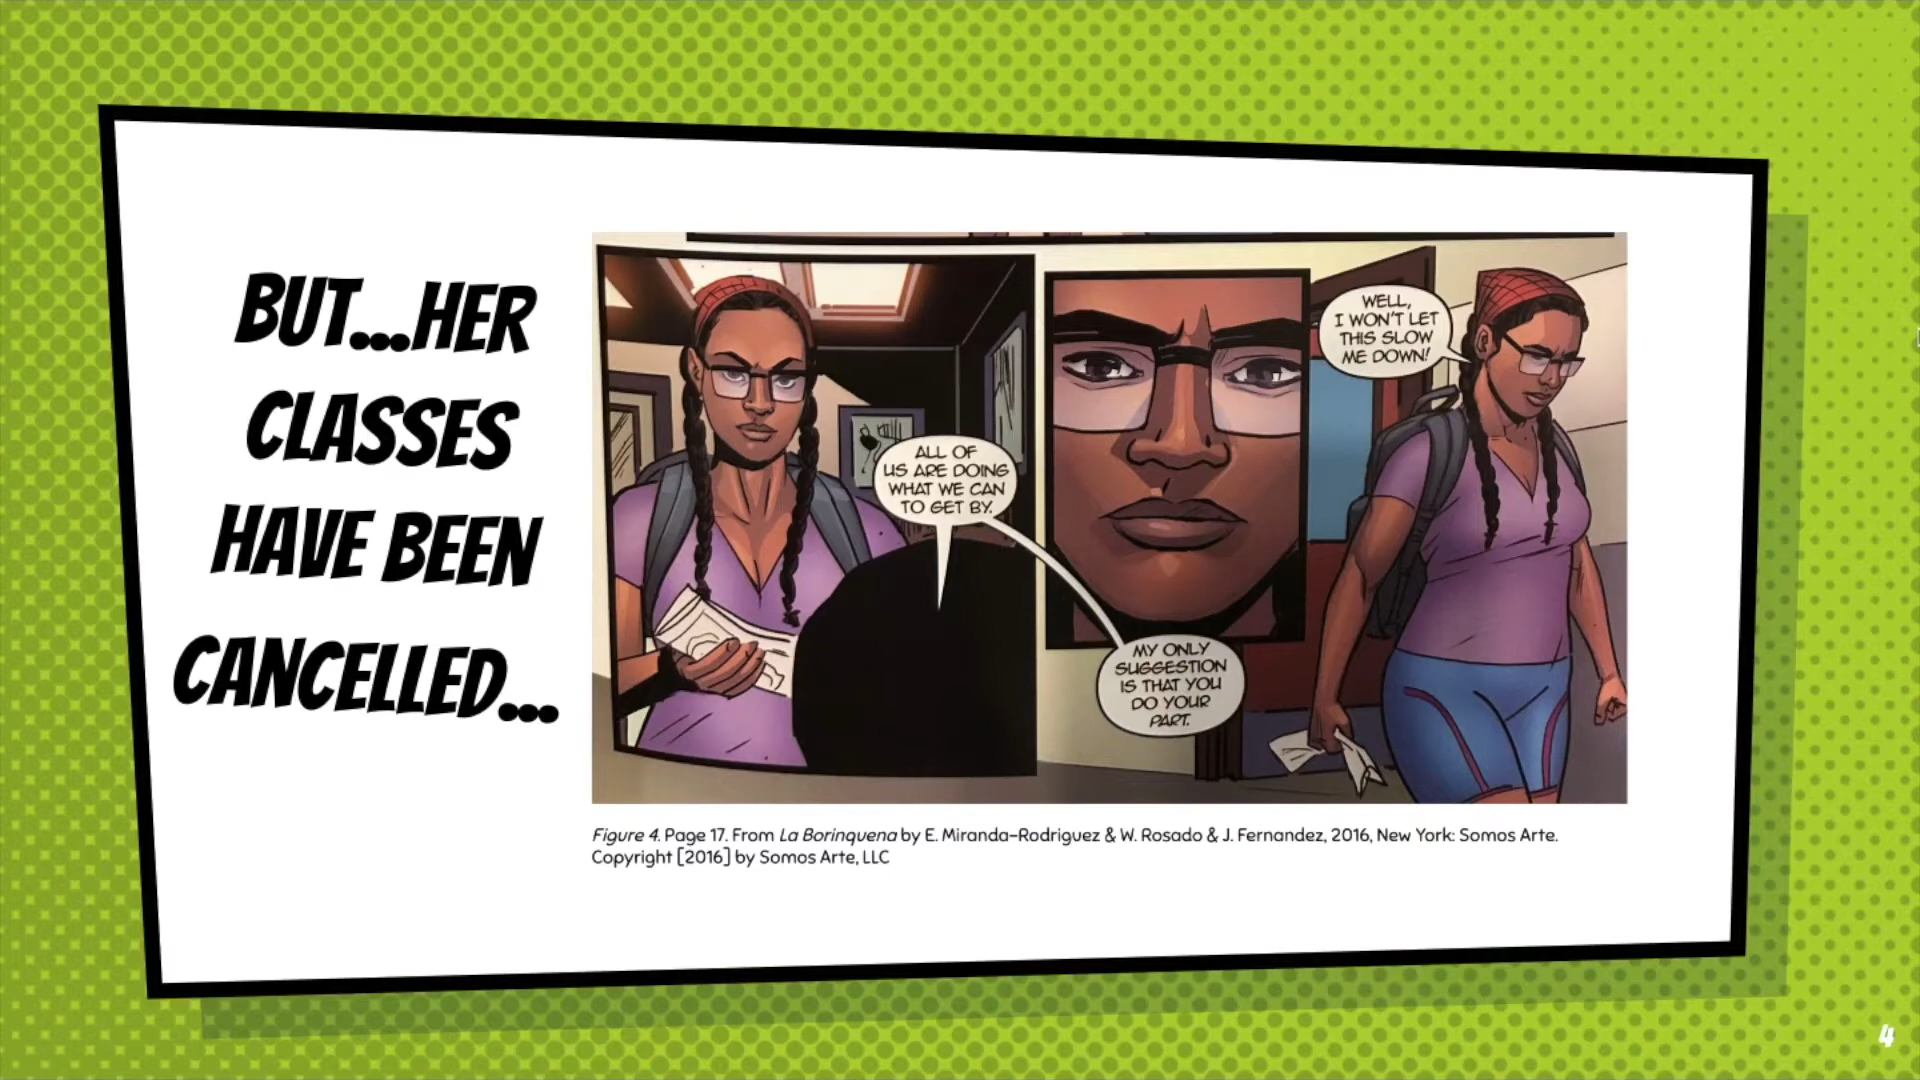 BUT...HER
CLASSES
HAVE BEEN
CANCELLED...
ALL OF
US ARE DOING
WHAT WE CAN
TO GET BY.
MY ONLY
SUGGESTION
IS THAT YOU
DO YOUR
PART.
WELL,
I WON'T LET
THIS SLOW
ME DOWN!
Figure 4. Page 17. From La Borinquena by E. Miranda-Rodriguez & W. Rosado & J. Fernandez, 2016, New York: Somos Arte.
Copyright [2016] by Somos Arte, LLC
4